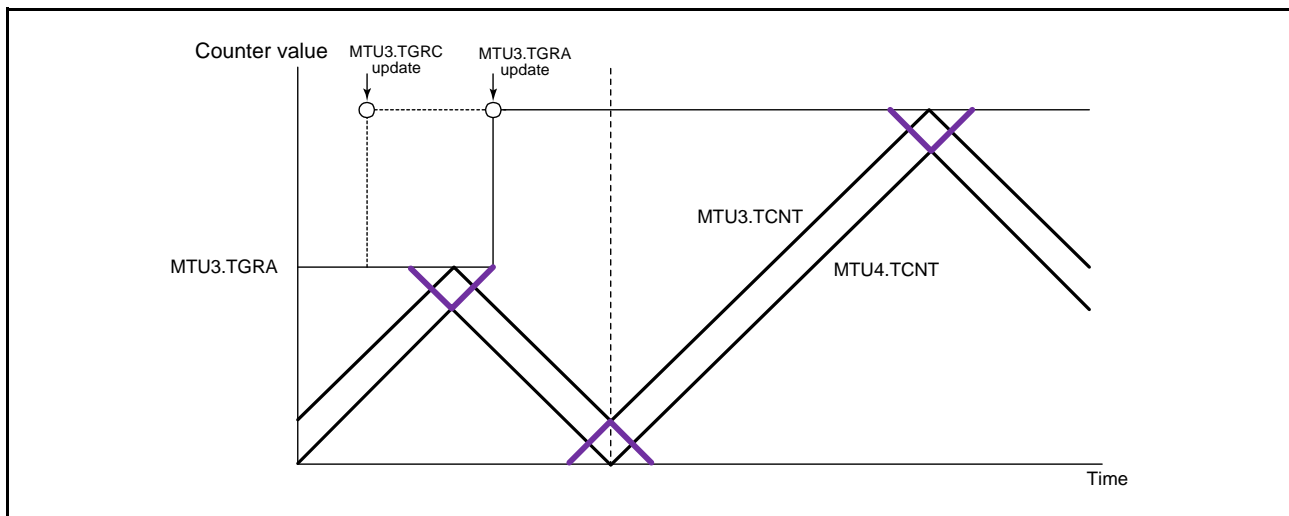 Counter value
MTU3.TGRC
update
MTU3.TGRA
update
MTU3.TCNT
MTU3.TGRA
MTU4.TCNT
Time